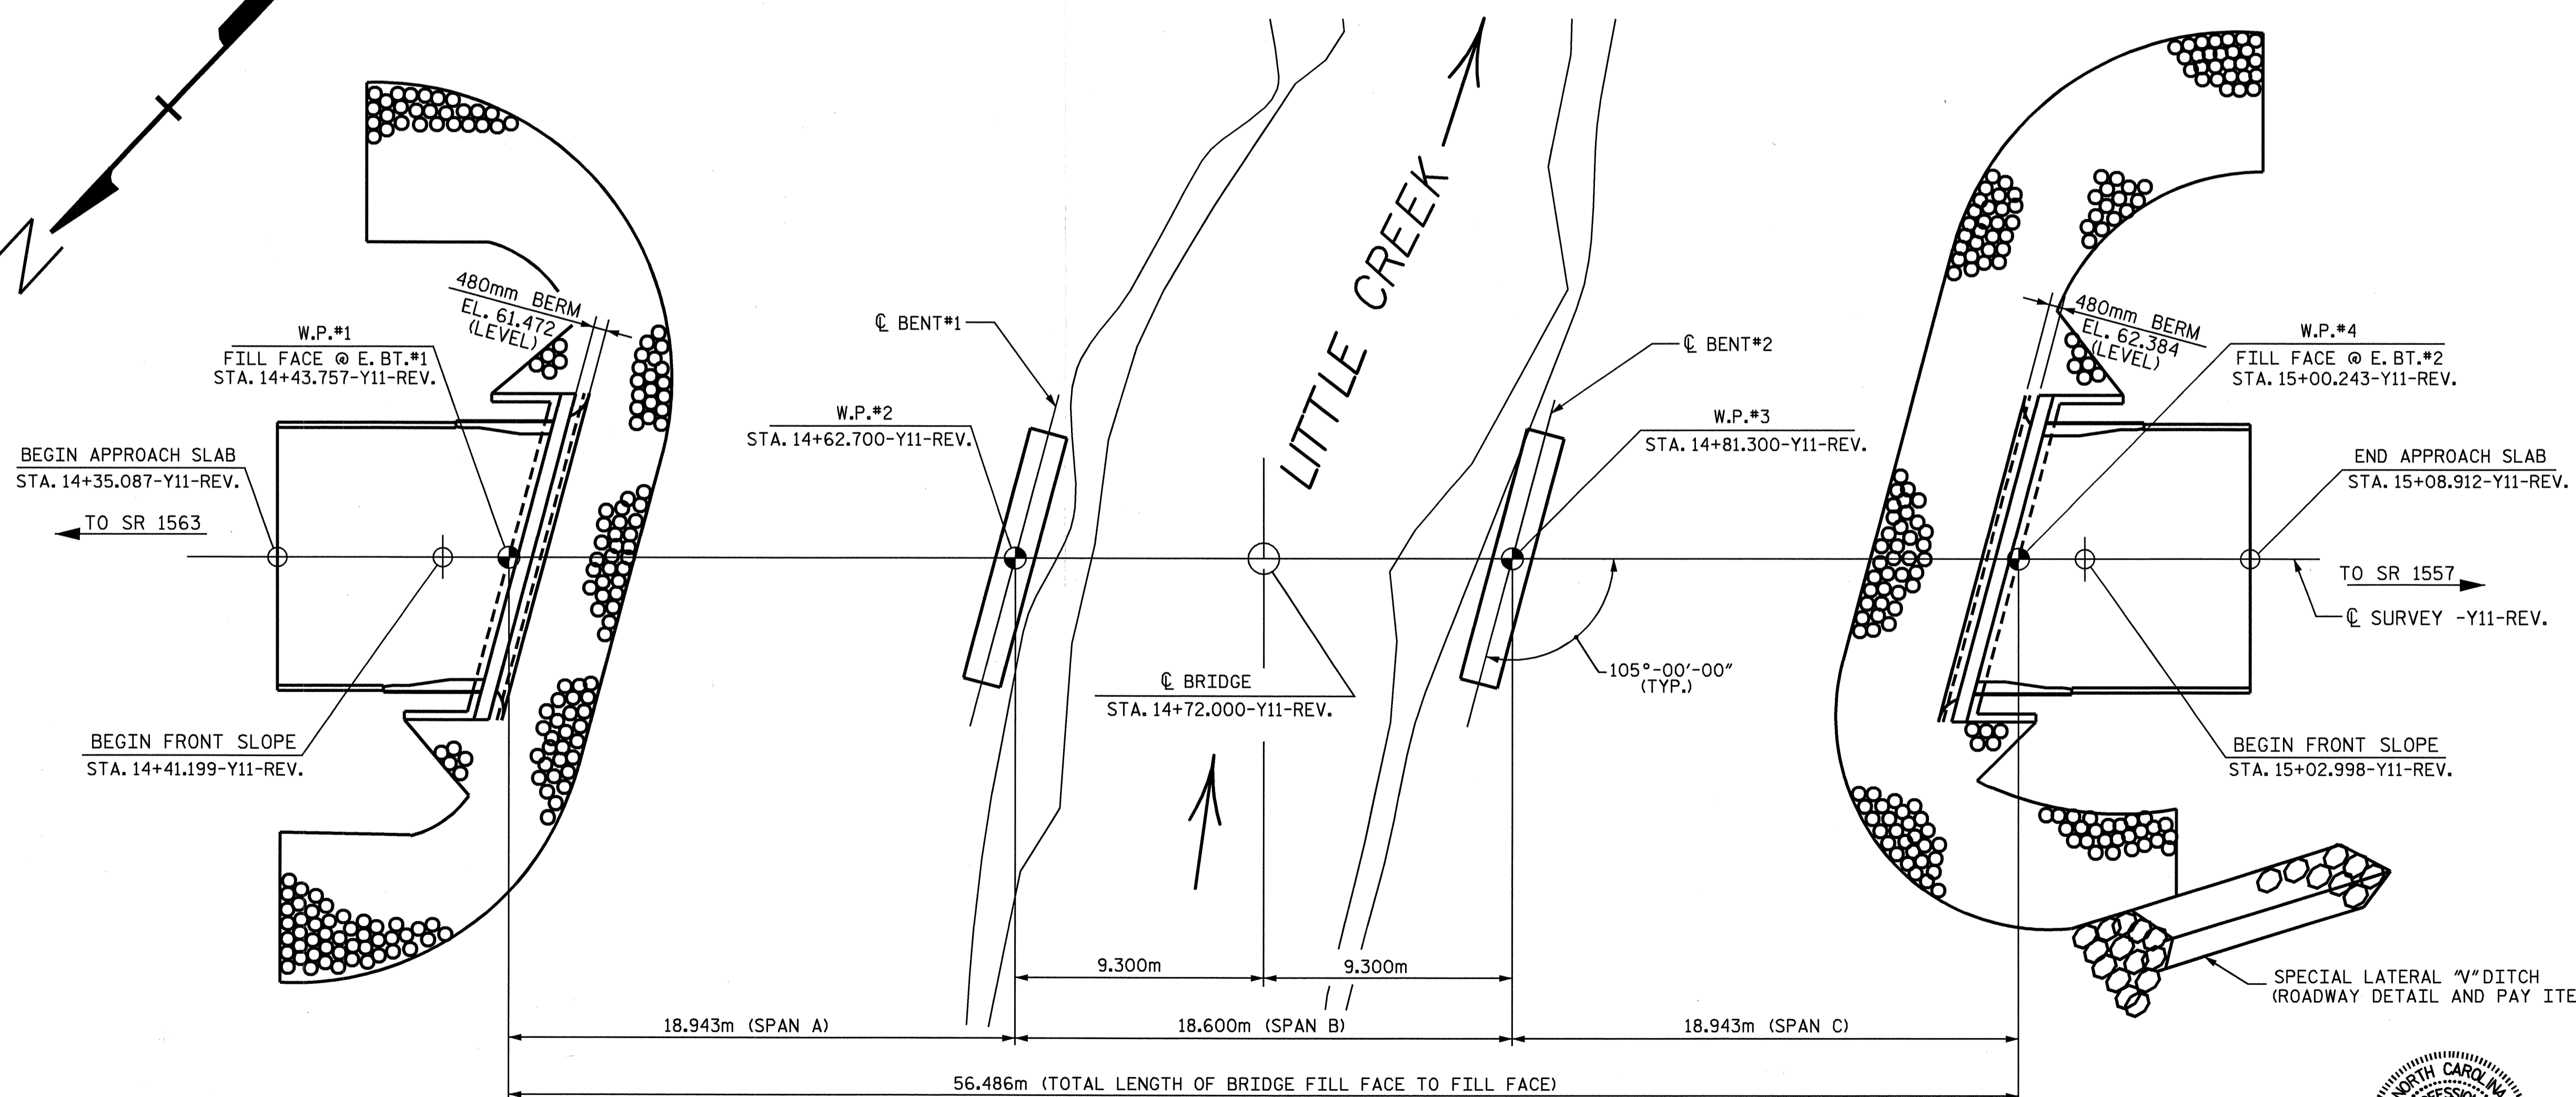 N
LITTLE CREEK
480mm BERM
EL. 61.472
(LEVEL)
W.P.#1
FILL FACE @ E.BT.#1
STA. 14+43.757-Y11-REV.
℄ BENT#1
℄ BENT#2
480mm BERM
EL. 62.384
(LEVEL)
W.P.#4
FILL FACE @ E.BT.#2
STA. 15+00.243-Y11-REV.
W.P.#2
STA. 14+62.700-Y11-REV.
W.P.#3
STA. 14+81.300-Y11-REV.
BEGIN APPROACH SLAB
STA. 14+35.087-Y11-REV.
END APPROACH SLAB
STA. 15+08.912-Y11-REV.
TO SR 1563
TO SR 1557
℄ SURVEY -Y11-REV.
105°-00'-00"
(TYP.)
℄ BRIDGE
STA. 14+72.000-Y11-REV.
BEGIN FRONT SLOPE
STA. 14+41.199-Y11-REV.
BEGIN FRONT SLOPE
STA. 15+02.998-Y11-REV.
9.300m
9.300m
SPECIAL LATERAL "V" DITCH
(ROADWAY DETAIL AND PAY ITE
18.943m (SPAN A)
18.600m (SPAN B)
18.943m (SPAN C)
56.486m (TOTAL LENGTH OF BRIDGE FILL FACE TO FILL FACE)
NORTH CAROLINA